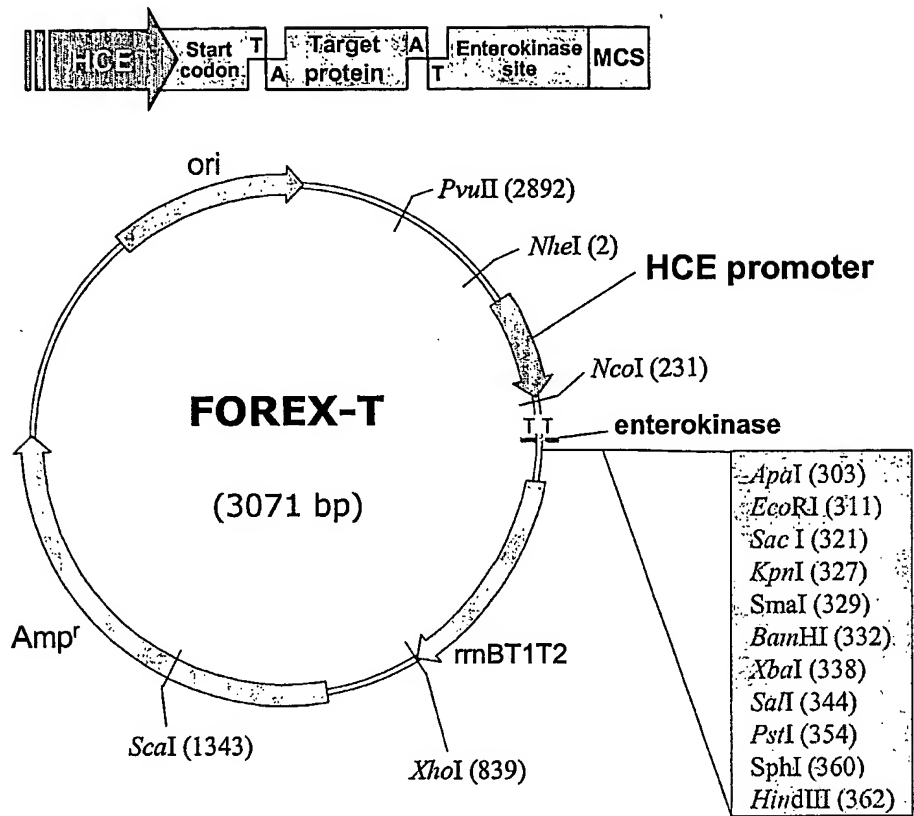 HCE
Start codon
T
A
Target protein
A
T
Enterokinase site
MCS
ori
PvuII (2892)
NheI (2)
HCE promoter
NcoI (231)
FOREX-T
(3071 bp)
T T
enterokinase
ApaI (303)
EcoRI (311)
Sac I (321)
KpnI (327)
SmaI (329)
BamHI (332)
XbaI (338)
SalI (344)
PstI (354)
SphI (360)
HindIII (362)
Ampr
rrnBT1T2
ScaI (1343)
XhoI (839)